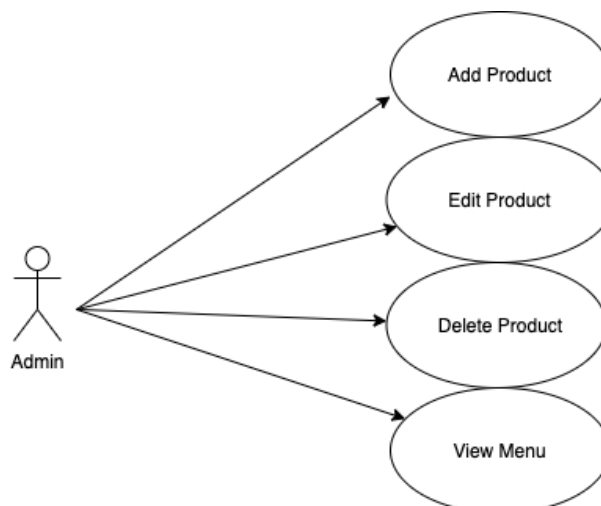 Add Product
Edit Product
Delete Product
View Menu
Admin